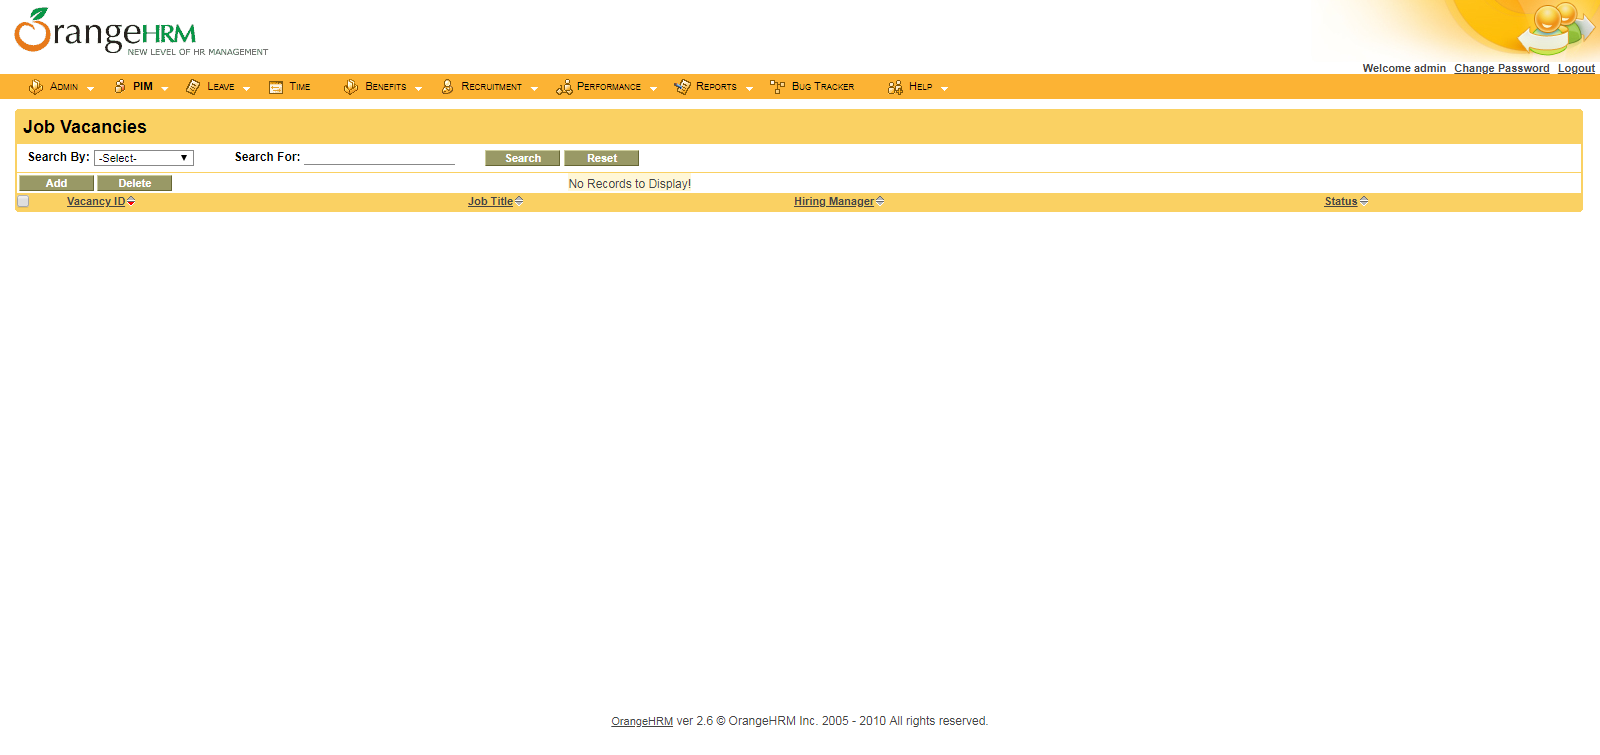 OrangeHRM
NEW LEVEL OF HR MANAGEMENT
Welcome admin Change Password Logout
Admin PIM Leave Time Benefits Recruitment Performance Reports Bug Tracker Help
Job Vacancies
Search By: -Select- Search For: Search Reset
Add Delete No Records to Display!
Vacancy ID Job Title Hiring Manager Status
OrangeHRM ver 2.6 © OrangeHRM Inc. 2005 - 2010 All rights reserved.